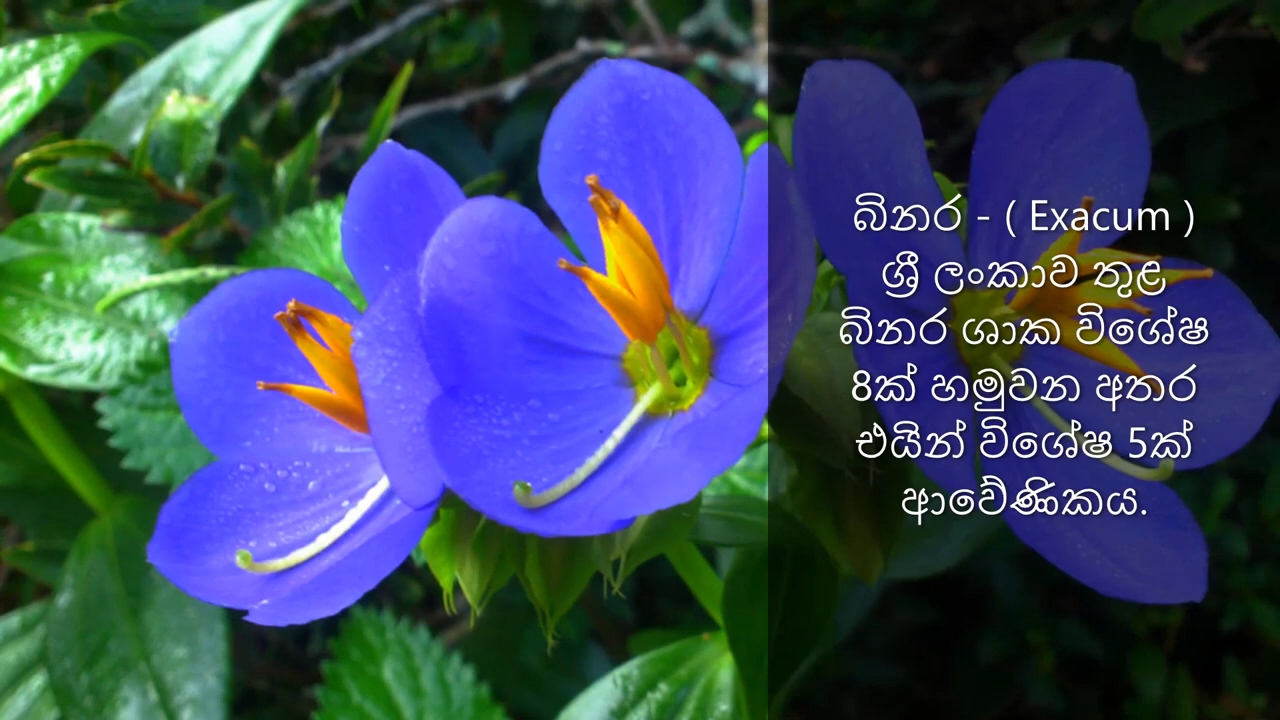 බිනර - ( Exacum )
ශ්‍රී ලංකාව තුළ
බිනර ශාක විශේෂ
8ක් හමුවන අතර
එයින් විශේෂ 5ක්
ආවේණිකය.